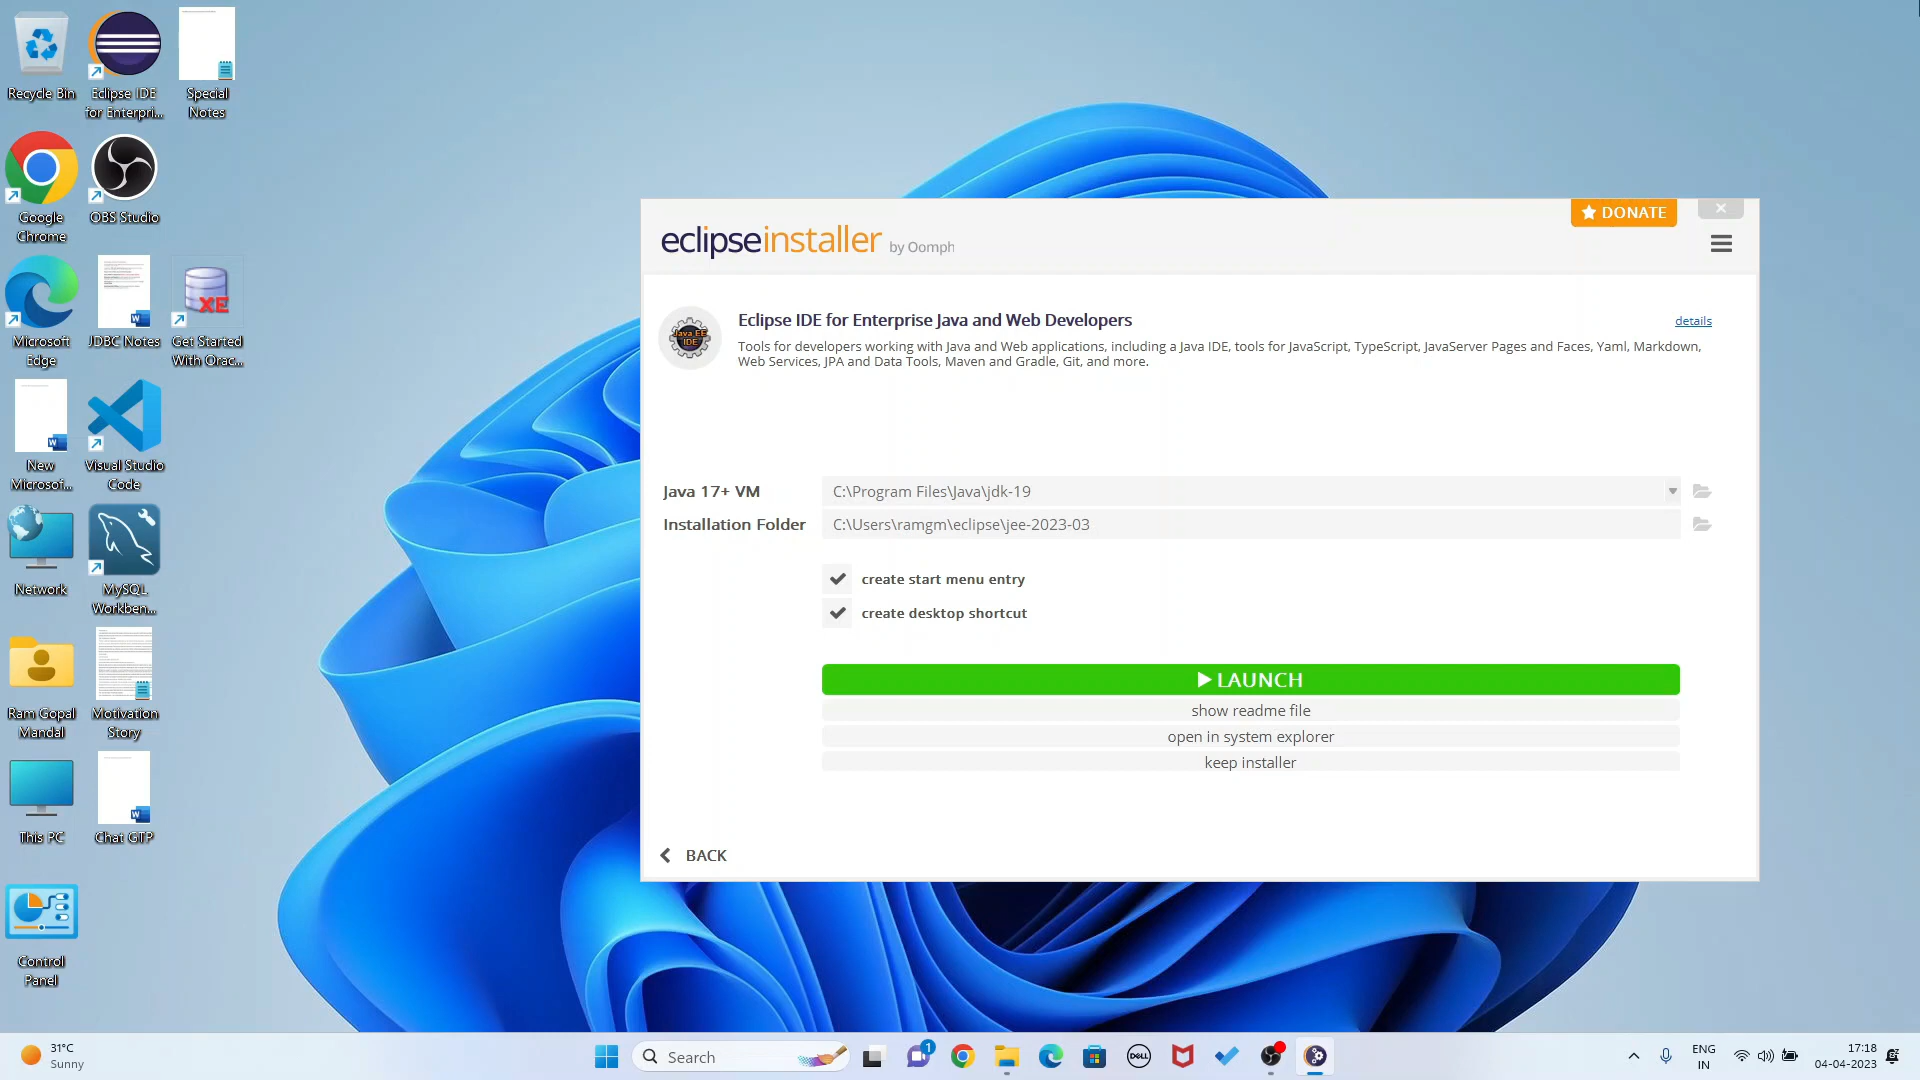 Recycle Bin
Eclipse IDE
for Enterpri...
Special
Notes
Google
Chrome
OBS Studio
Microsoft
Edge
JDBC Notes
XE
Get Started
With Orac...
New
Microsof...
Visual Studio
Code
Network
MySQL
Workben...
Ram Gopal
Mandal
Motivation
Story
This PC
Chat GTP
Control
Panel
DONATE
eclipseinstaller by Oomph
Java EE
IDE
Eclipse IDE for Enterprise Java and Web Developers
details
Tools for developers working with Java and Web applications, including a Java IDE, tools for JavaScript, TypeScript, JavaServer Pages and Faces, Yaml, Markdown,
Web Services, JPA and Data Tools, Maven and Gradle, Git, and more.
Java 17+ VM
C:\Program Files\Java\jdk-19
Installation Folder
C:\Users\ramgm\eclipse\jee-2023-03
create start menu entry
create desktop shortcut
LAUNCH
show readme file
open in system explorer
keep installer
BACK
31°C
Sunny
Search
1
DELL
ENG
IN
17:18
04-04-2023